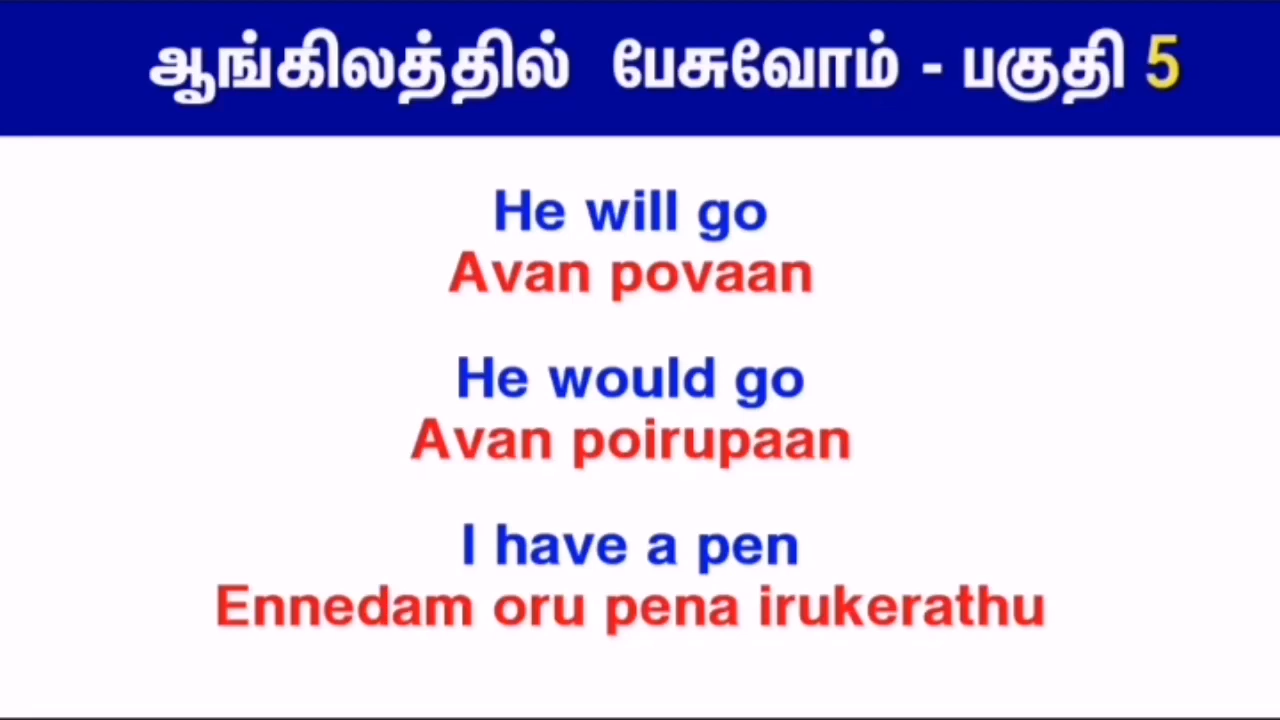 ஆங்கிலத்தில் பேசுவோம் - பகுதி 5
He will go
Avan povaan
He would go
Avan poirupaan
I have a pen
Ennedam oru pena irukerathu